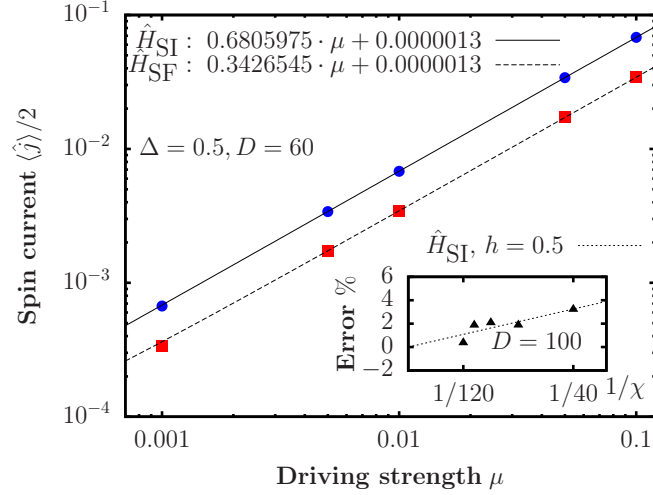 Ĥ_SI : 0.6805975 · μ + 0.0000013
Ĥ_SF : 0.3426545 · μ + 0.0000013
Δ = 0.5, D = 60
Ĥ_SI, h = 0.5
Spin current ⟨ĵ⟩/2
10⁻¹
10⁻²
10⁻³
10⁻⁴
Error %
6
4
2
0
−2
D = 100
1/120
1/40
1/χ
0.001
0.01
0.1
Driving strength μ